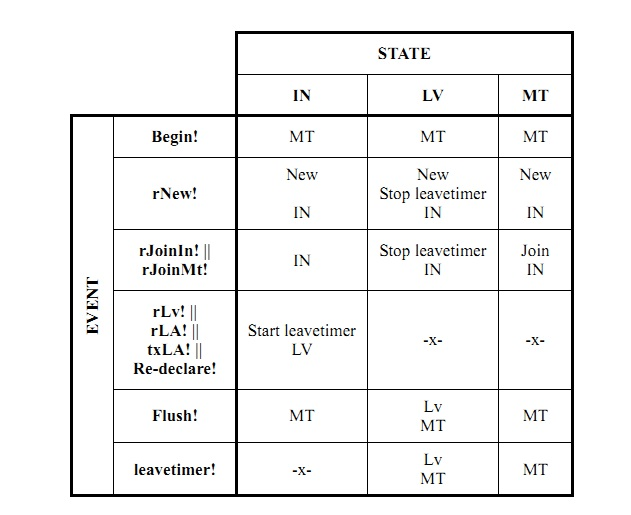 STATE
IN LV MT
EVENT
Begin! MT MT MT
rNew! New IN New Stop leavetimer IN New IN
rJoinIn! || rJoinMt! IN Stop leavetimer IN Join IN
rLv! || rLA! || txLA! || Re-declare! Start leavetimer LV -x- -x-
Flush! MT Lv MT MT
leavetimer! -x- Lv MT MT